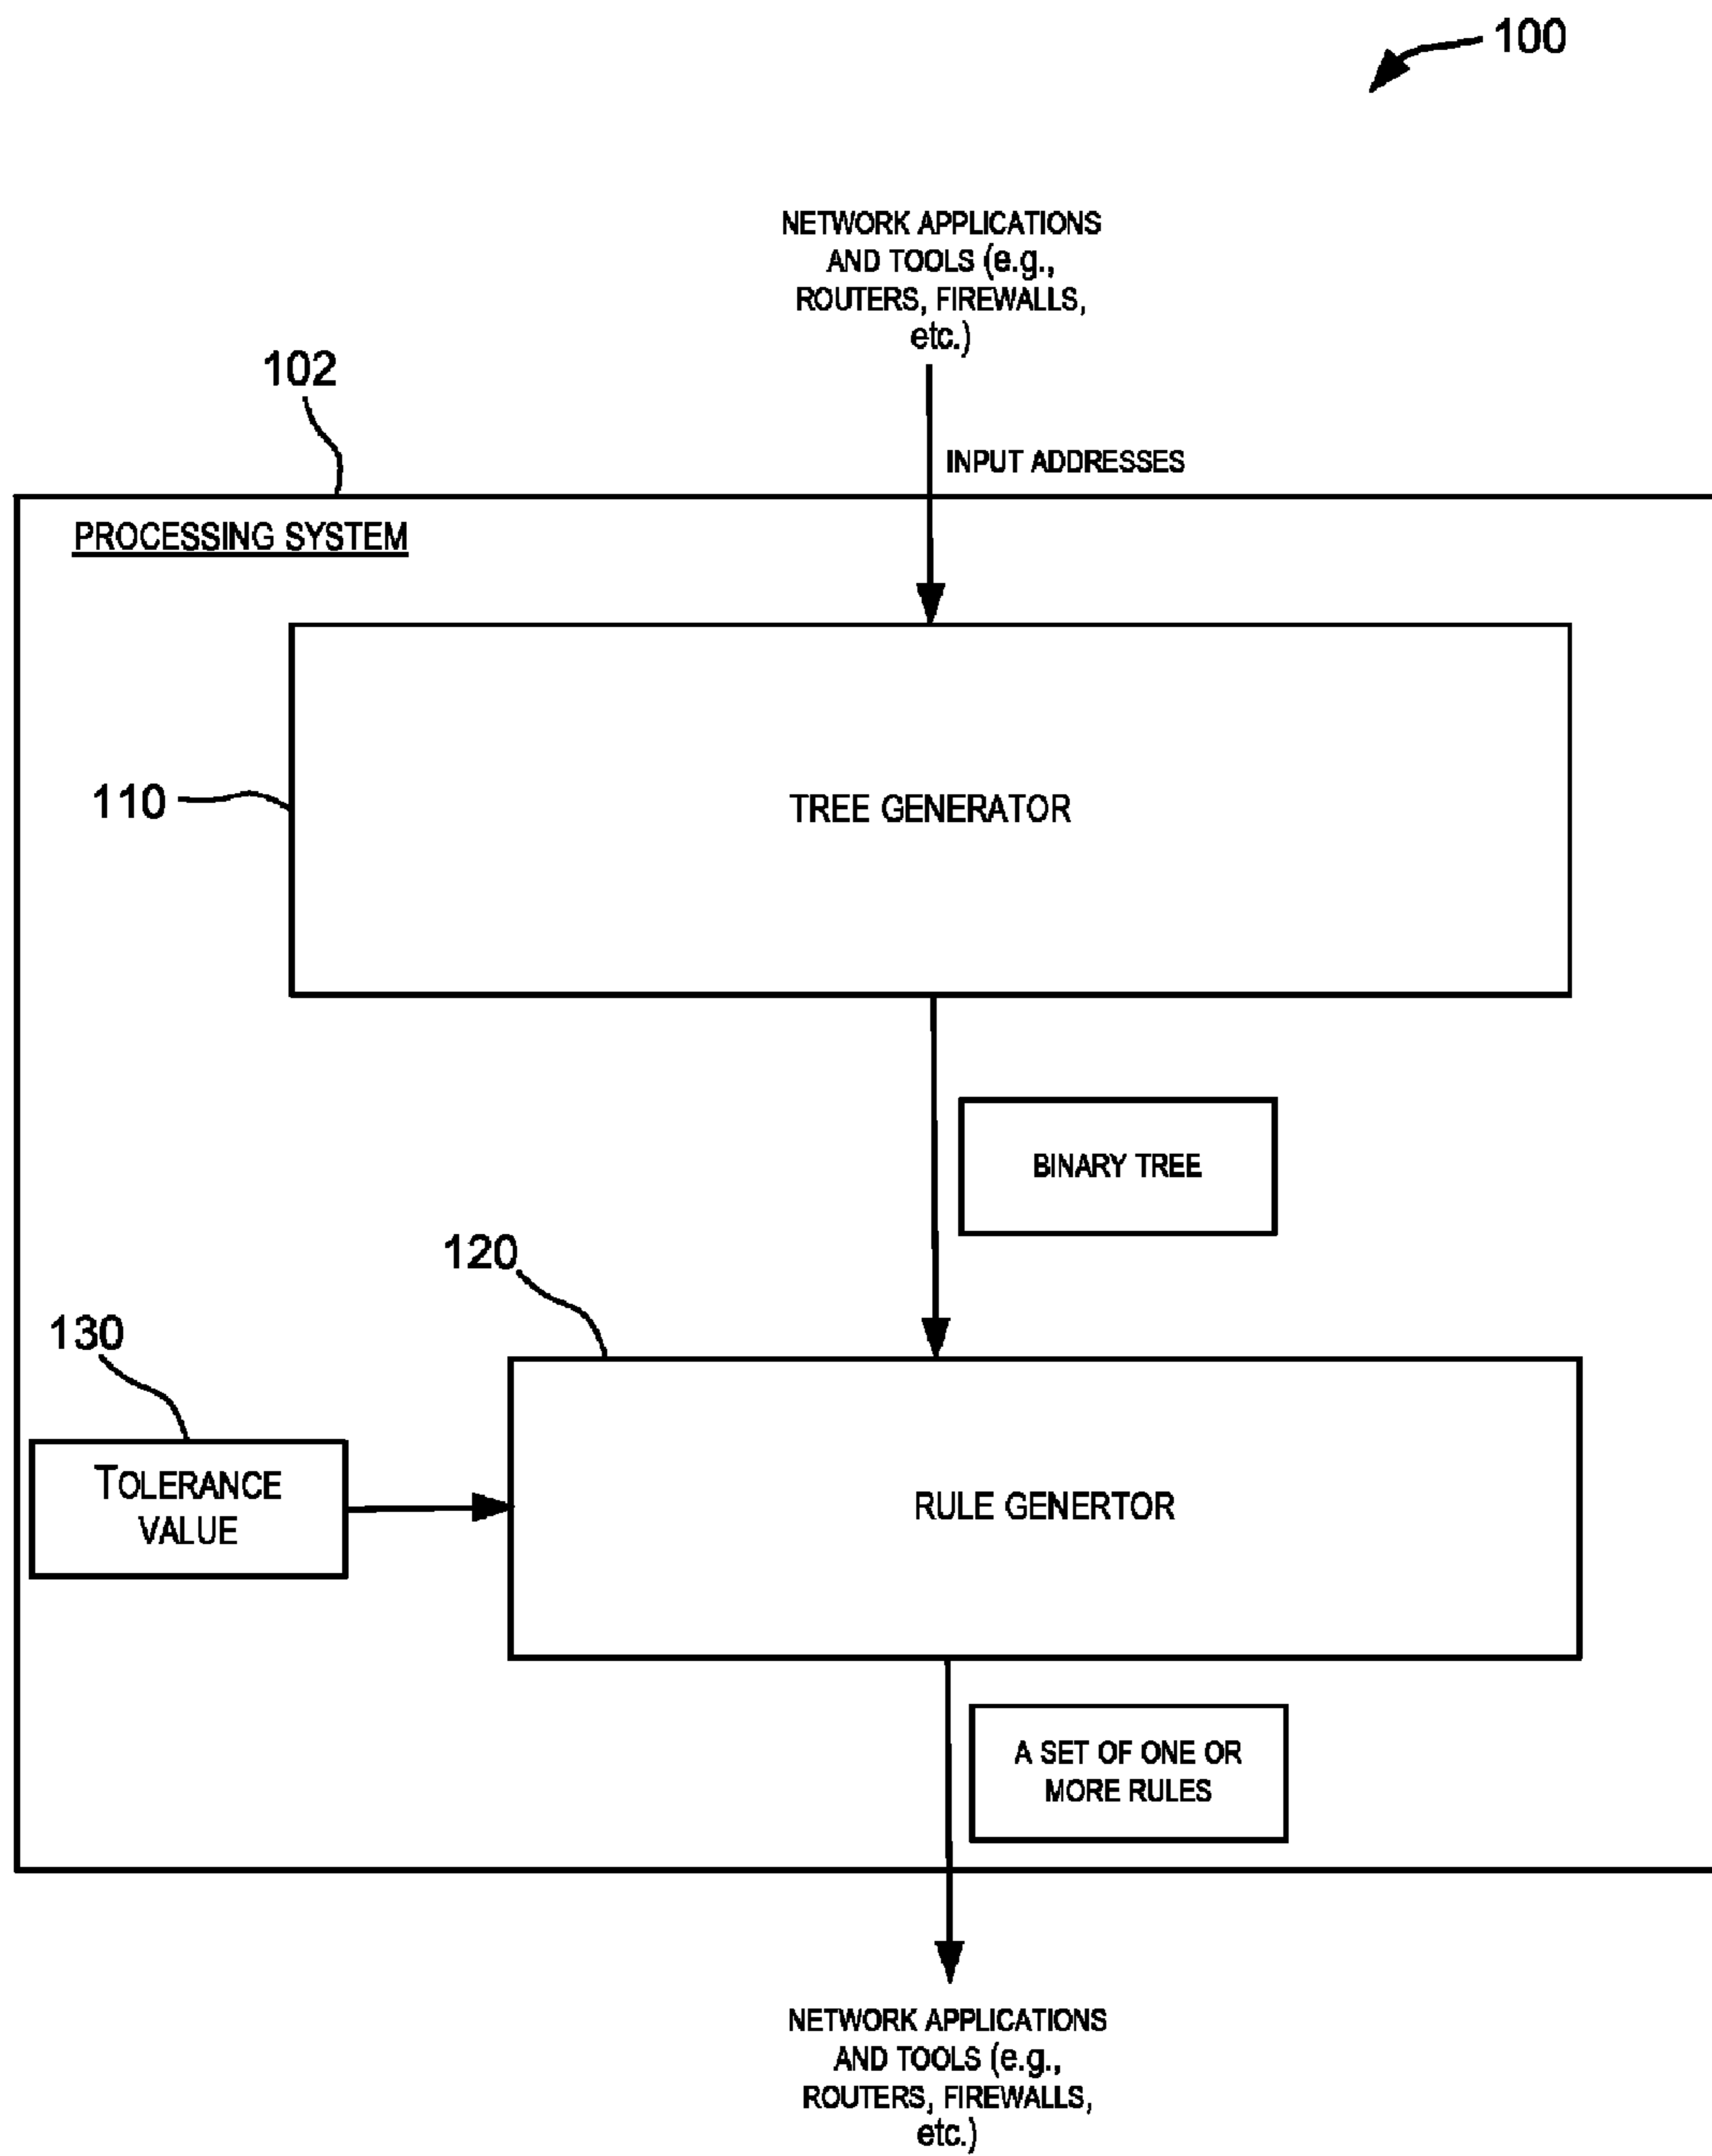 100
NETWORK APPLICATIONS
AND TOOLS (e.g.,
ROUTERS, FIREWALLS,
etc.)
102
INPUT ADDRESSES
PROCESSING SYSTEM
110
TREE GENERATOR
BINARY TREE
120
130
TOLERANCE
VALUE
RULE GENERTOR
A SET OF ONE OR
MORE RULES
NETWORK APPLICATIONS
AND TOOLS (e.g.,
ROUTERS, FIREWALLS,
etc.)